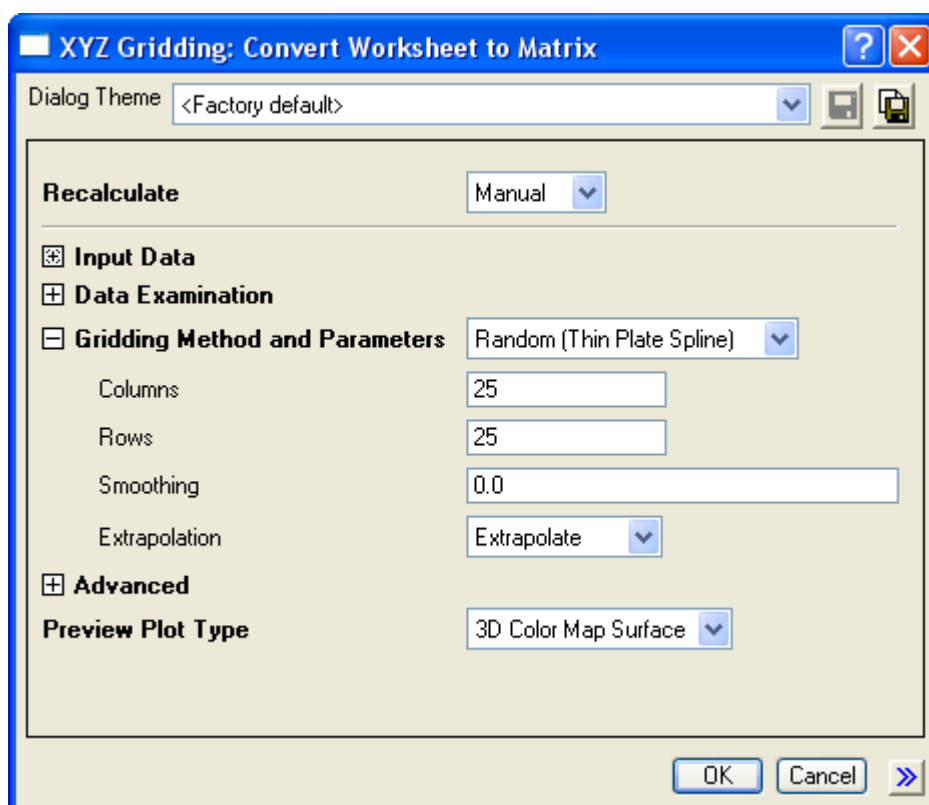 XYZ Gridding: Convert Worksheet to Matrix
Dialog Theme <Factory default>
Recalculate Manual
Input Data
Data Examination
Gridding Method and Parameters Random (Thin Plate Spline)
Columns 25
Rows 25
Smoothing 0.0
Extrapolation Extrapolate
Advanced
Preview Plot Type 3D Color Map Surface
OK Cancel